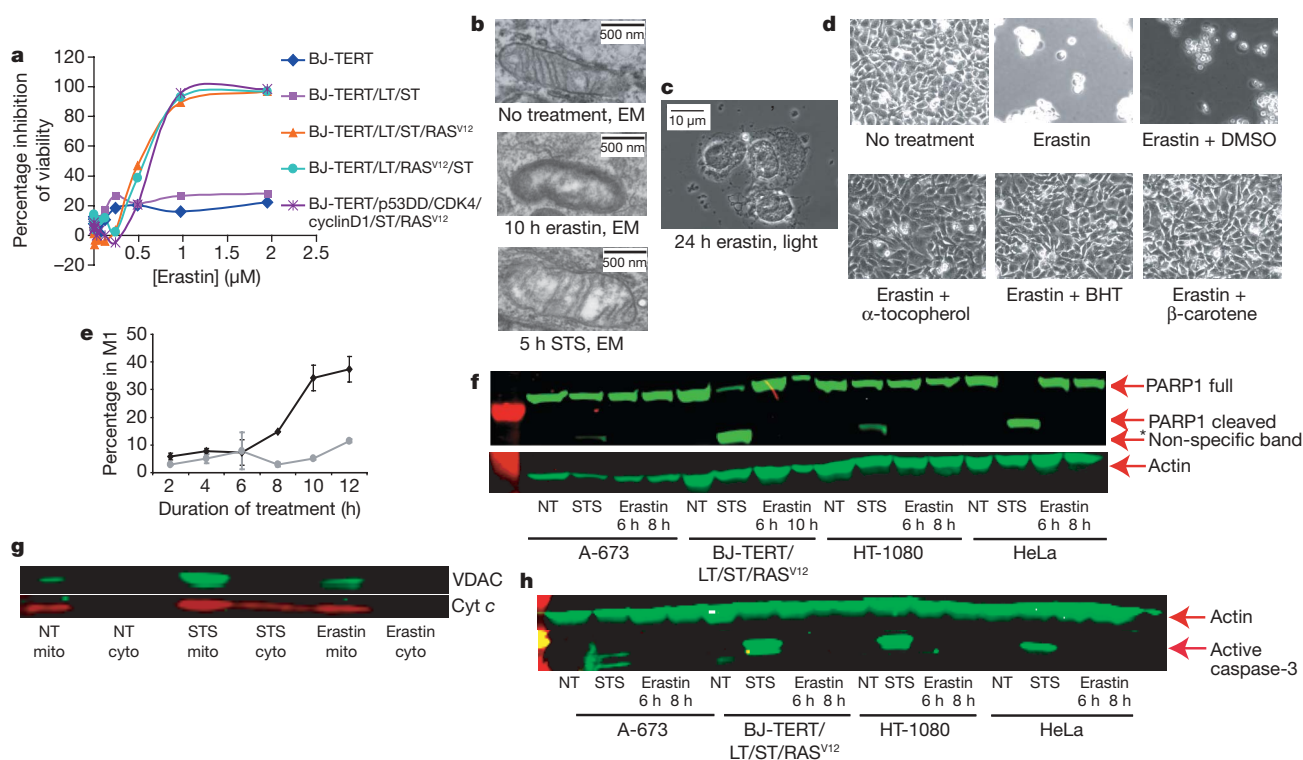 a
Percentage inhibition
of viability
120
100
80
60
40
20
0
–20
0.5
1
1.5
2
2.5
[Erastin] (µM)
BJ-TERT
BJ-TERT/LT/ST
BJ-TERT/LT/ST/RASV12
BJ-TERT/LT/RASV12/ST
BJ-TERT/p53DD/CDK4/
cyclinD1/ST/RASV12
b
500 nm
No treatment, EM
500 nm
10 h erastin, EM
500 nm
5 h STS, EM
c
10 µm
24 h erastin, light
d
No treatment
Erastin
Erastin + DMSO
Erastin +
α-tocopherol
Erastin + BHT
Erastin +
β-carotene
e
Percentage in M1
50
40
30
20
10
0
2 4 6 8 10 12
Duration of treatment (h)
f
PARP1 full
PARP1 cleaved
* Non-specific band
Actin
NT STS Erastin NT STS Erastin NT STS Erastin NT STS Erastin
6 h 8 h 6 h 10 h 6 h 8 h 6 h 8 h
A-673 BJ-TERT/ HT-1080 HeLa
LT/ST/RASV12
g
VDAC
Cyt c
NT NT STS STS Erastin Erastin
mito cyto mito cyto mito cyto
h
Actin
Active
caspase-3
NT STS Erastin NT STS Erastin NT STS Erastin NT STS Erastin
6 h 8 h 6 h 8 h 6 h 8 h 6 h 8 h
A-673 BJ-TERT/ HT-1080 HeLa
LT/ST/RASV12